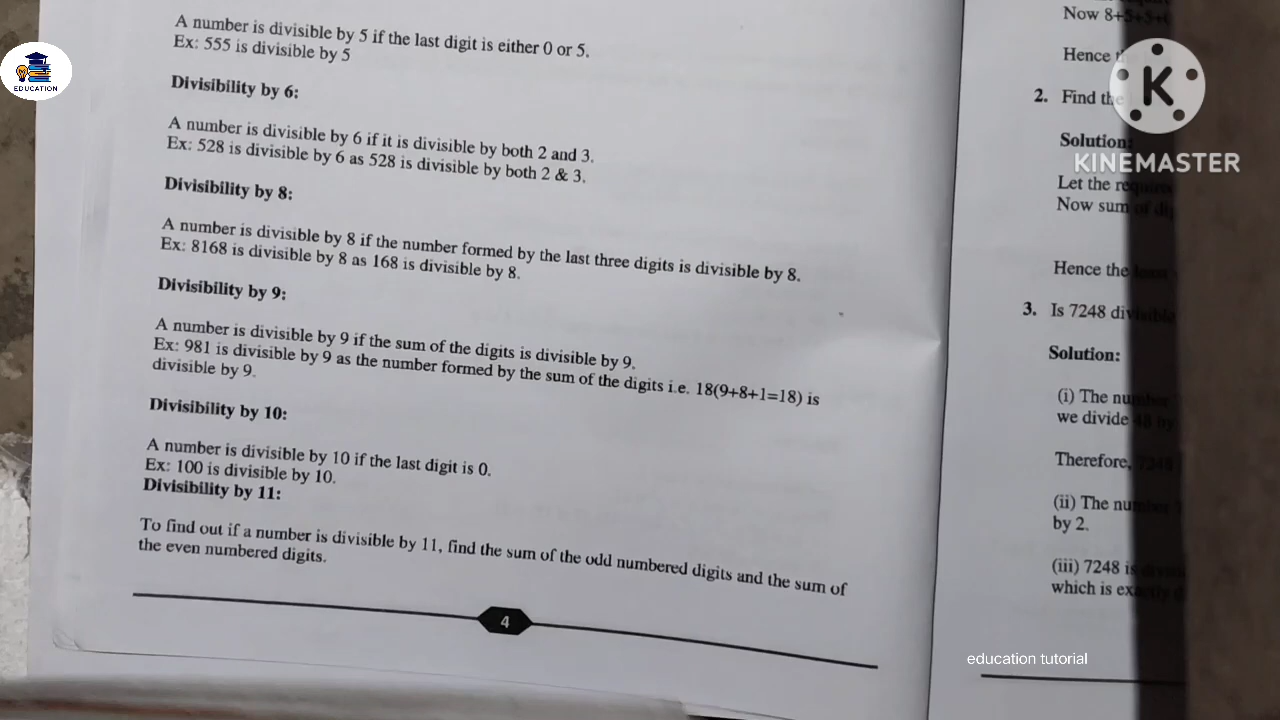 A number is divisible by 5 if the last digit is either 0 or 5.
Ex: 555 is divisible by 5
Divisibility by 6:
A number is divisible by 6 if it is divisible by both 2 and 3.
Ex: 528 is divisible by 6 as 528 is divisible by both 2 & 3.
Divisibility by 8:
A number is divisible by 8 if the number formed by the last three digits is divisible by 8.
Ex: 8168 is divisible by 8 as 168 is divisible by 8.
Divisibility by 9:
A number is divisible by 9 if the sum of the digits is divisible by 9.
Ex: 981 is divisible by 9 as the number formed by the sum of the digits i.e. 18(9+8+1=18) is
divisible by 9.
Divisibility by 10:
A number is divisible by 10 if the last digit is 0.
Ex: 100 is divisible by 10.
Divisibility by 11:
To find out if a number is divisible by 11, find the sum of the odd numbered digits and the sum of
the even numbered digits.
4
Now 8+5+
Hence
2. Find the
Solution:
Let the
Now sum of
Hence the
3. Is 7248
Solution:
(i) The
we divide 48 by
Therefore, 7248
(ii) The
by 2.
(iii) 7248 is
which is exactly
EDUCATION
K
KINEMASTER
education tutorial